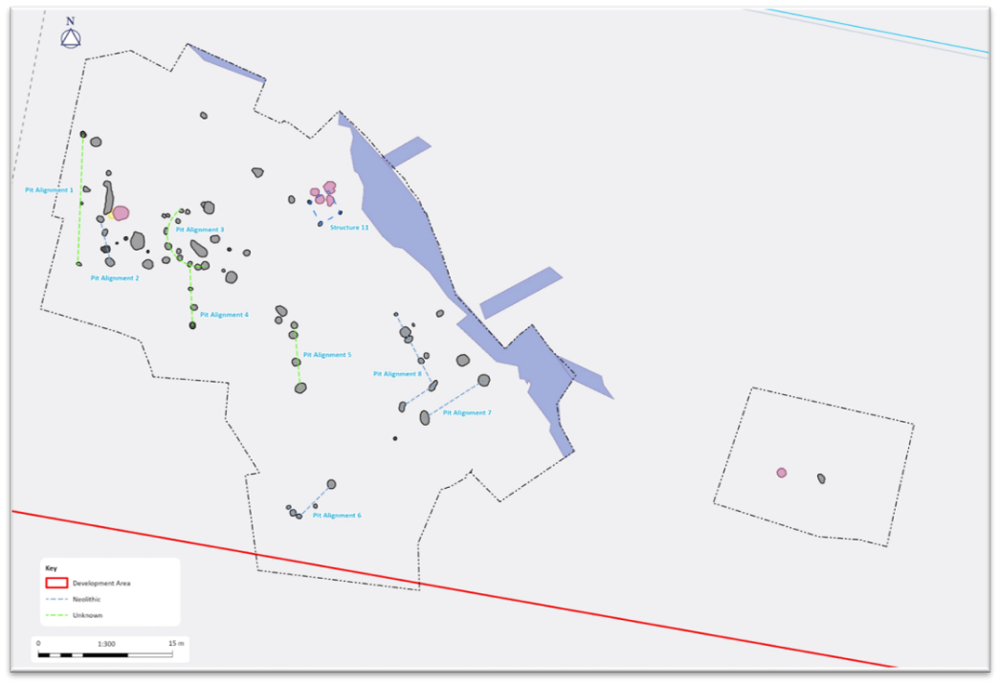 N
Pit Alignment 1
Pit Alignment 3
Structure 11
Pit Alignment 2
Pit Alignment 4
Pit Alignment 5
Pit Alignment 8
Pit Alignment 7
Pit Alignment 6
Key
Development Area
Neolithic
Unknown
0 1:300 15 m